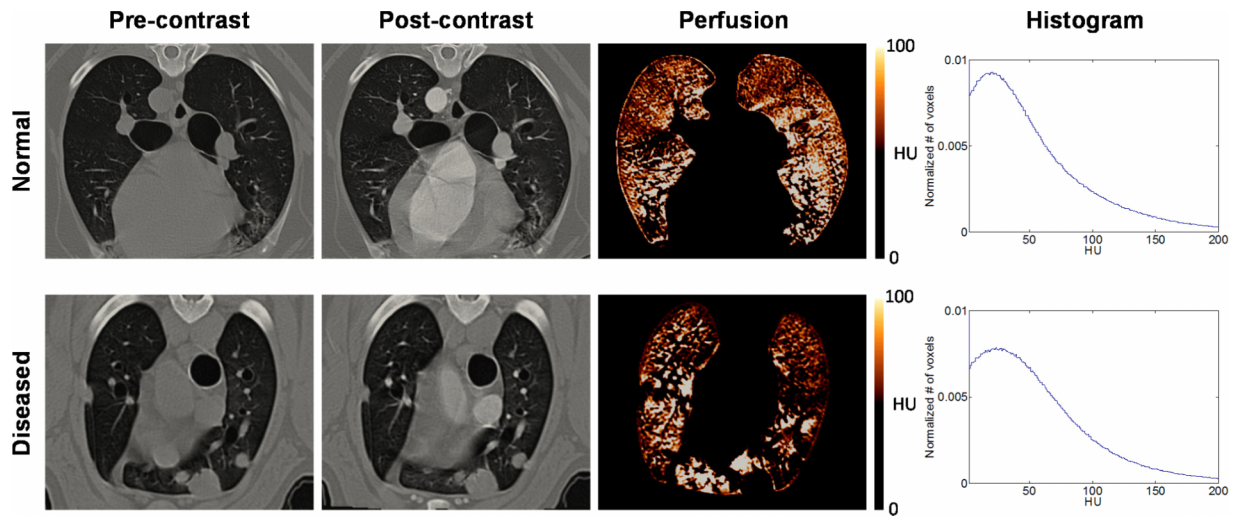 Pre-contrast
Post-contrast
Perfusion
Histogram
Normal
100
HU
0
Normalized # of voxels
0.01
0.005
0
50
100
150
200
HU
Diseased
100
HU
0
Normalized # of voxels
0.01
0.005
0
50
100
150
200
HU